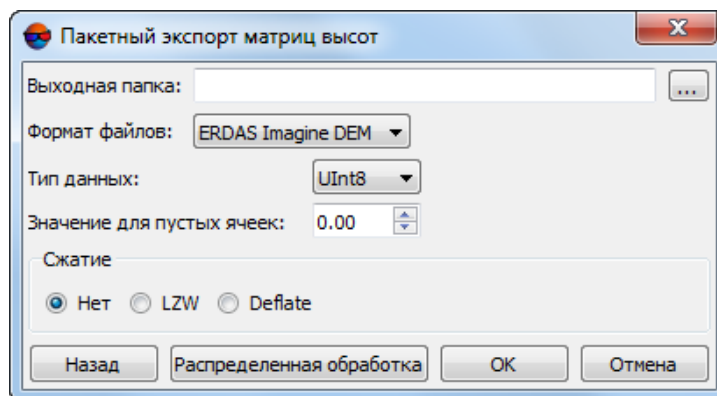 Пакетный экспорт матриц высот
Выходная папка: ...
Формат файлов: ERDAS Imagine DEM
Тип данных: UInt8
Значение для пустых ячеек: 0.00
Сжатие
Нет LZW Deflate
Назад Распределенная обработка OK Отмена